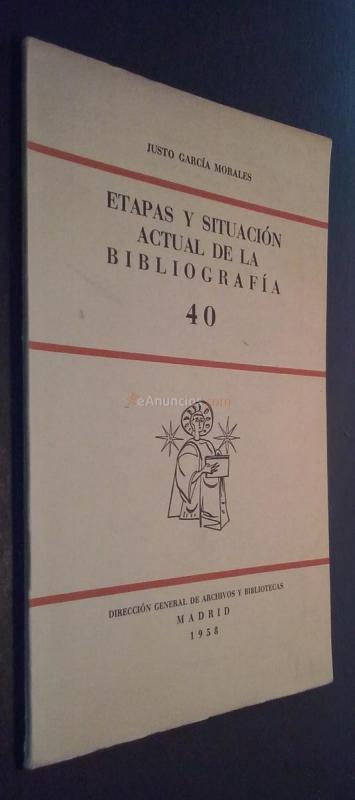 JUSTO GARCÍA MORALES
ETAPAS Y SITUACIÓN
ACTUAL DE LA
BIBLIOGRAFÍA
40
eAnuncios.com
DIRECCIÓN GENERAL DE ARCHIVOS Y BIBLIOTECAS
MADRID
1958